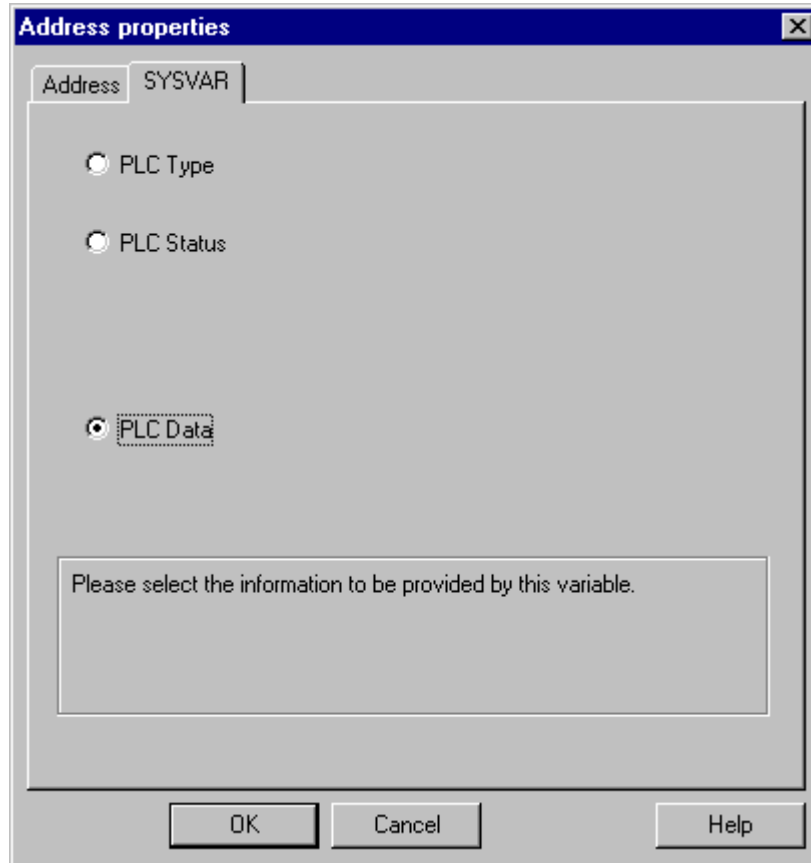 Address properties
Address SYSVAR
PLC Type
PLC Status
PLC Data
Please select the information to be provided by this variable.
OK Cancel Help